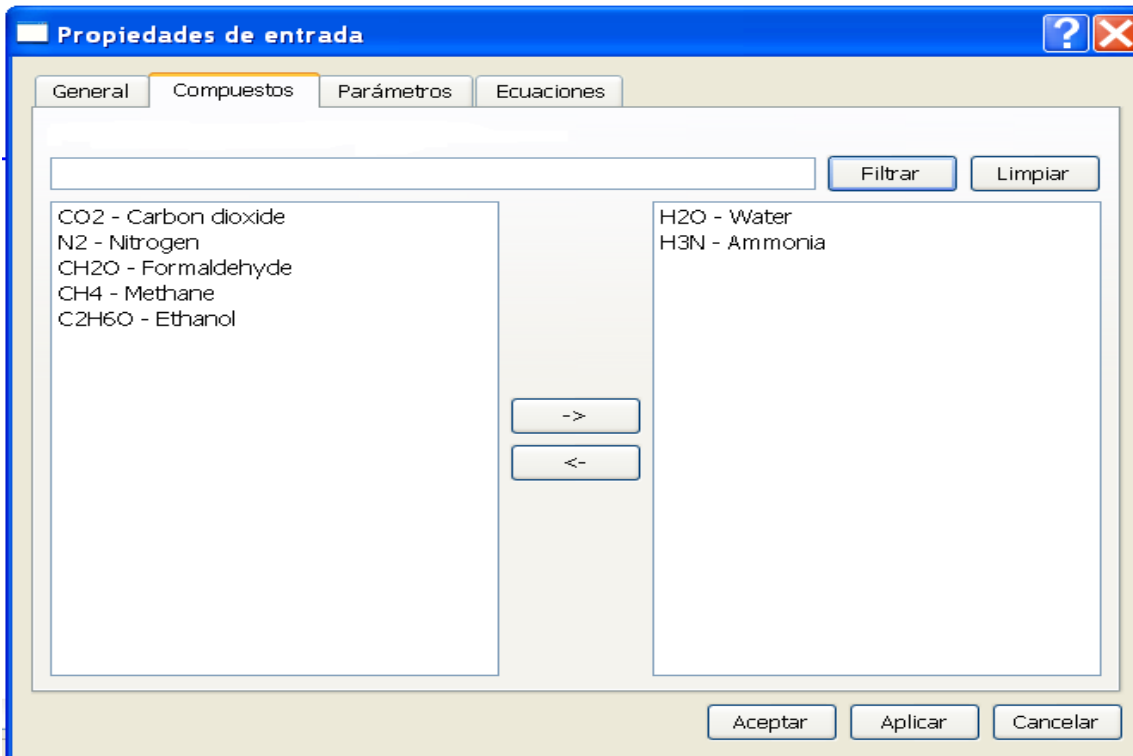 Propiedades de entrada
General Compuestos Parámetros Ecuaciones
Filtrar Limpiar
CO2 - Carbon dioxide
N2 - Nitrogen
CH2O - Formaldehyde
CH4 - Methane
C2H6O - Ethanol
H2O - Water
H3N - Ammonia
->
<-
Aceptar Aplicar Cancelar